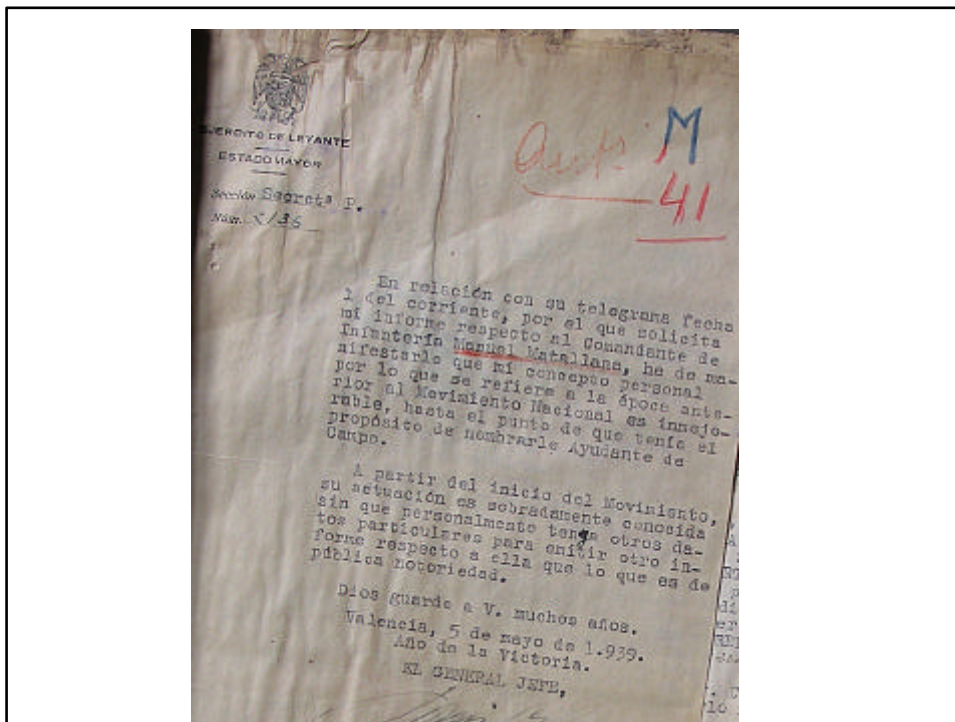 EJERCITO DE LEVANTE
ESTADO MAYOR
Sección Secretª P.
Núm.
M
41
En relación con su telegrama fecha
1 del corriente, por el que solicita
mi informe respecto al Comandante de
Infantería Manuel Matallana, he de ma-
nifestarle que mi concepto personal
por lo que se refiere a la época ante-
rior al Movimiento Nacional es inmejo-
rable, hasta el punto de que tenía el
propósito de nombrarle Ayudante de
Campo.
A partir del inicio del Movimiento,
su actuación es sobradamente conocida
sin que personalmente tenga otros da-
tos particulares para emitir otro in-
forme respecto a ella que lo que es de
pública notoriedad.
Dios guarde a V. muchos años.
Valencia, 5 de mayo de 1.939.
Año de la Victoria.
EL GENERAL JEFE,